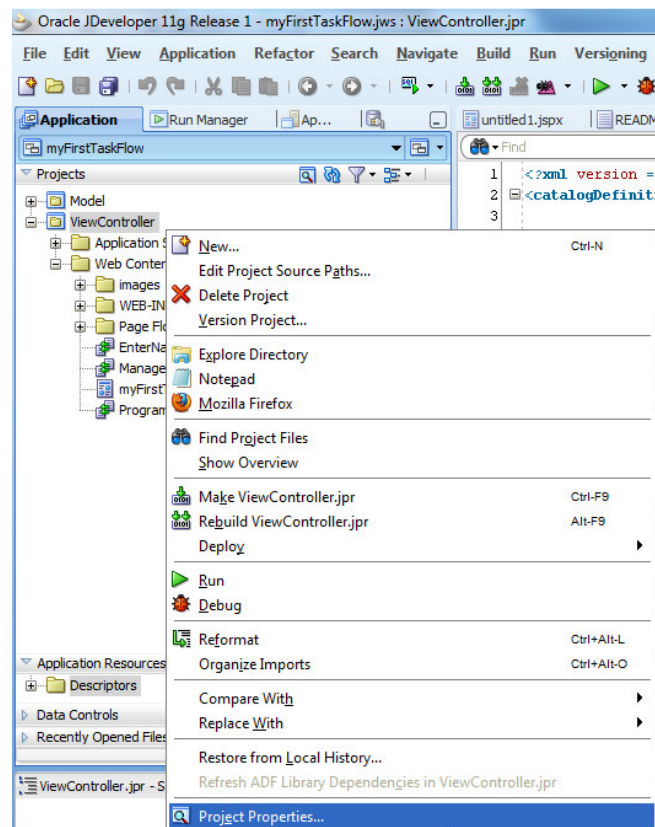 Oracle JDeveloper 11g Release 1 - myFirstTaskFlow.jws : ViewController.jpr
File Edit View Application Refactor Search Navigate Build Run Versioning
Application Run Manager Ap...
untitled1.jspx READM
myFirstTaskFlow
Find
Projects
1 <?xml version =
2 <catalogDefinit
3
Model
ViewController
Application S
Web Conter
images
WEB-IN
Page Flo
EnterNa
Manage
myFirstT
Program
New... Ctrl-N
Edit Project Source Paths...
Delete Project
Version Project...
Explore Directory
Notepad
Mozilla Firefox
Find Project Files
Show Overview
Make ViewController.jpr Ctrl-F9
Rebuild ViewController.jpr Alt-F9
Deploy
Run
Debug
Reformat Ctrl+Alt-L
Organize Imports Ctrl+Alt-O
Compare With
Replace With
Restore from Local History...
Refresh ADF Library Dependencies in ViewController.jpr
Project Properties...
Application Resources
Descriptors
Data Controls
Recently Opened Files
ViewController.jpr - S